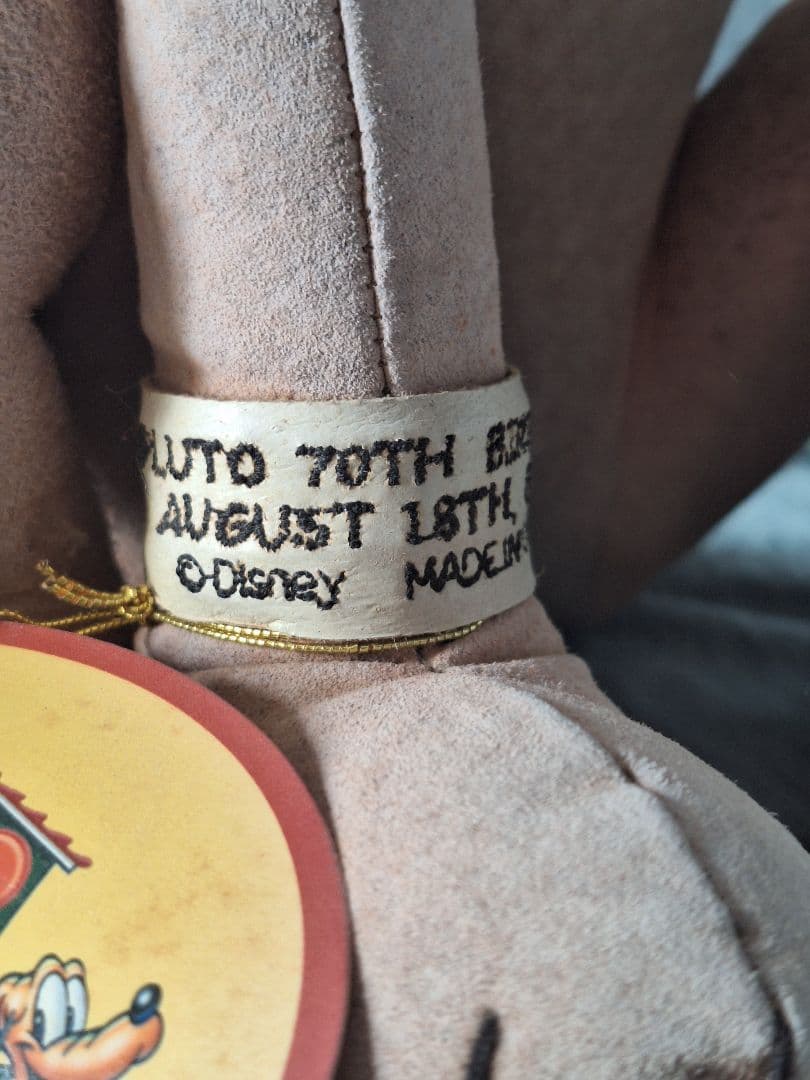 PLUTO 70TH
AUGUST 18TH,
©Disney MADE IN